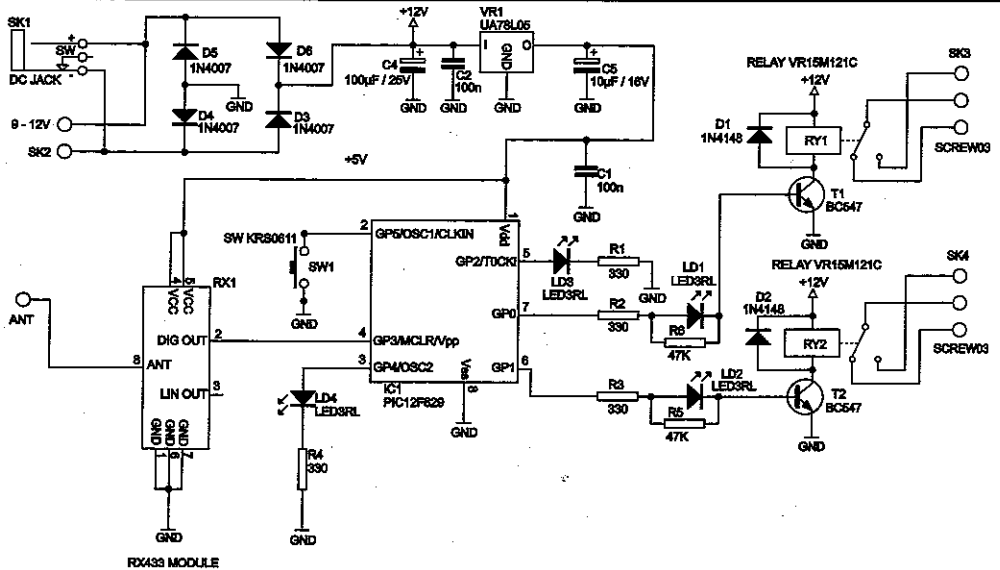 SK1
+
SW
-
DC JACK
9 - 12V
SK2
D5
1N4007
D6
1N4007
D4
1N4007
GND
D3
1N4007
+12V
+
C4
100µF / 25V
GND
C2
100n
GND
VR1
UA78L05
I
O
GND
GND
+
C5
10µF / 16V
GND
+5V
C1
100n
GND
RELAY VR15M121C
+12V
D1
1N4148
RY1
T1
BC547
GND
SK3
SCREW03
ANT
RX1
4
5
VCC
VCC
DIG OUT
2
8
ANT
LIN OUT
3
GND
GND
GND
1
6
7
GND
RX433 MODULE
SW KRS0611
SW1
GND
2
GP5/OSC1/CLKIN
1
Vdd
GP2/T0CKI
5
GP0
7
4
GP3/MCLR/Vpp
3
GP4/OSC2
GP1
6
Vss
8
IC1
PIC12F629
GND
LD4
LED3RL
R4
330
GND
LD3
LED3RL
R1
330
GND
R2
330
LD1
LED3RL
R6
47K
R3
330
LD2
LED3RL
R5
47K
RELAY VR15M121C
+12V
D2
1N4148
RY2
T2
BC547
GND
SK4
SCREW03